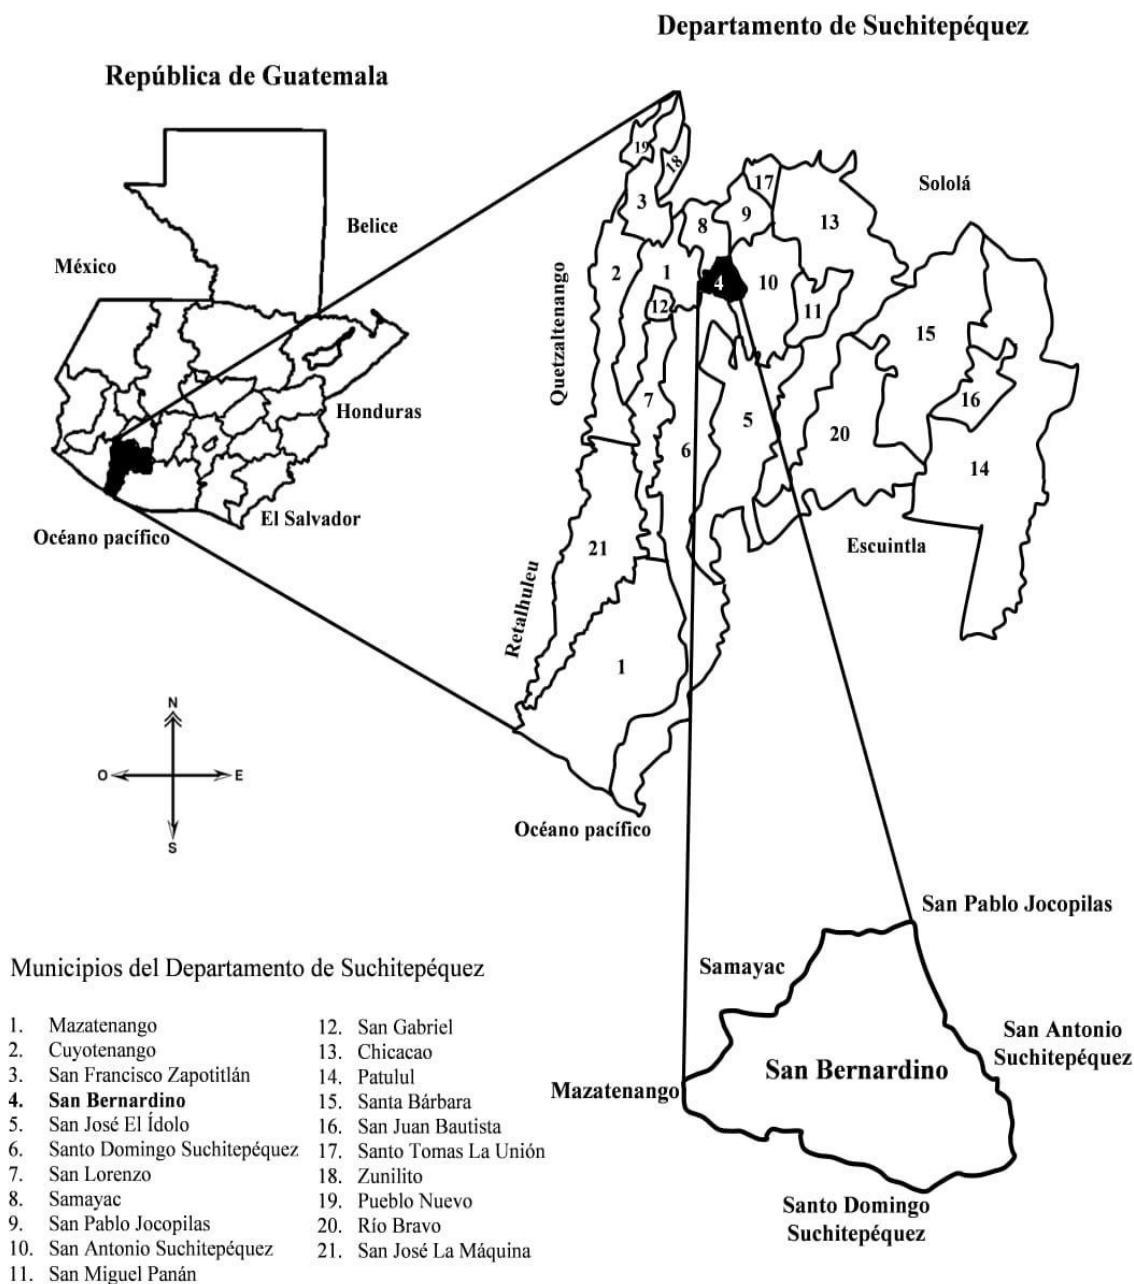 Departamento de Suchitepéquez
República de Guatemala
México
Belice
Honduras
El Salvador
Océano pacífico
Quetzaltenango
Retalhuleu
Sololá
Escuintla
Océano pacífico
19
18
3
17
9
13
8
2
1
4
10
12
11
15
7
5
20
16
6
14
21
1
N
O
E
S
San Pablo Jocopilas
Samayac
San Antonio
Suchitepéquez
San Bernardino
Mazatenango
Santo Domingo
Suchitepéquez
Municipios del Departamento de Suchitepéquez
1. Mazatenango
2. Cuyotenango
3. San Francisco Zapotitlán
4. San Bernardino
5. San José El Ídolo
6. Santo Domingo Suchitepéquez
7. San Lorenzo
8. Samayac
9. San Pablo Jocopilas
10. San Antonio Suchitepéquez
11. San Miguel Panán
12. San Gabriel
13. Chicacao
14. Patulul
15. Santa Bárbara
16. San Juan Bautista
17. Santo Tomas La Unión
18. Zunilito
19. Pueblo Nuevo
20. Río Bravo
21. San José La Máquina